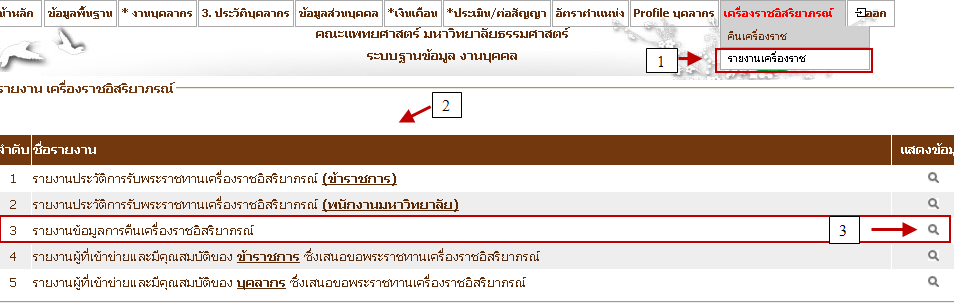 น้าหลัก ข้อมูลพื้นฐาน * งานบุคลากร 3. ประวัติบุคลากร ข้อมูลส่วนบุคคล *เงินเดือน *ประเมิน/ต่อสัญญา อัตราตำแหน่ง Profile บุคลากร เครื่องราชอิสริยาภรณ์ ออก
คณะแพทยศาสตร์ มหาวิทยาลัยธรรมศาสตร์
คืนเครื่องราช
ระบบฐานข้อมูล งานบุคคล
1 รายงานเครื่องราช
รายงาน เครื่องราชอิสริยาภรณ์
2
ลำดับ ชื่อรายงาน แสดงข้อมู
1 รายงานประวัติการรับพระราชทานเครื่องราชอิสริยาภรณ์ (ข้าราชการ)
2 รายงานประวัติการรับพระราชทานเครื่องราชอิสริยาภรณ์ (พนักงานมหาวิทยาลัย)
3 รายงานข้อมูลการคืนเครื่องราชอิสริยาภรณ์ 3
4 รายงานผู้ที่เข้าข่ายและมีคุณสมบัติของ ข้าราชการ ซึ่งเสนอขอพระราชทานเครื่องราชอิสริยาภรณ์
5 รายงานผู้ที่เข้าข่ายและมีคุณสมบัติของ บุคลากร ซึ่งเสนอขอพระราชทานเครื่องราชอิสริยาภรณ์